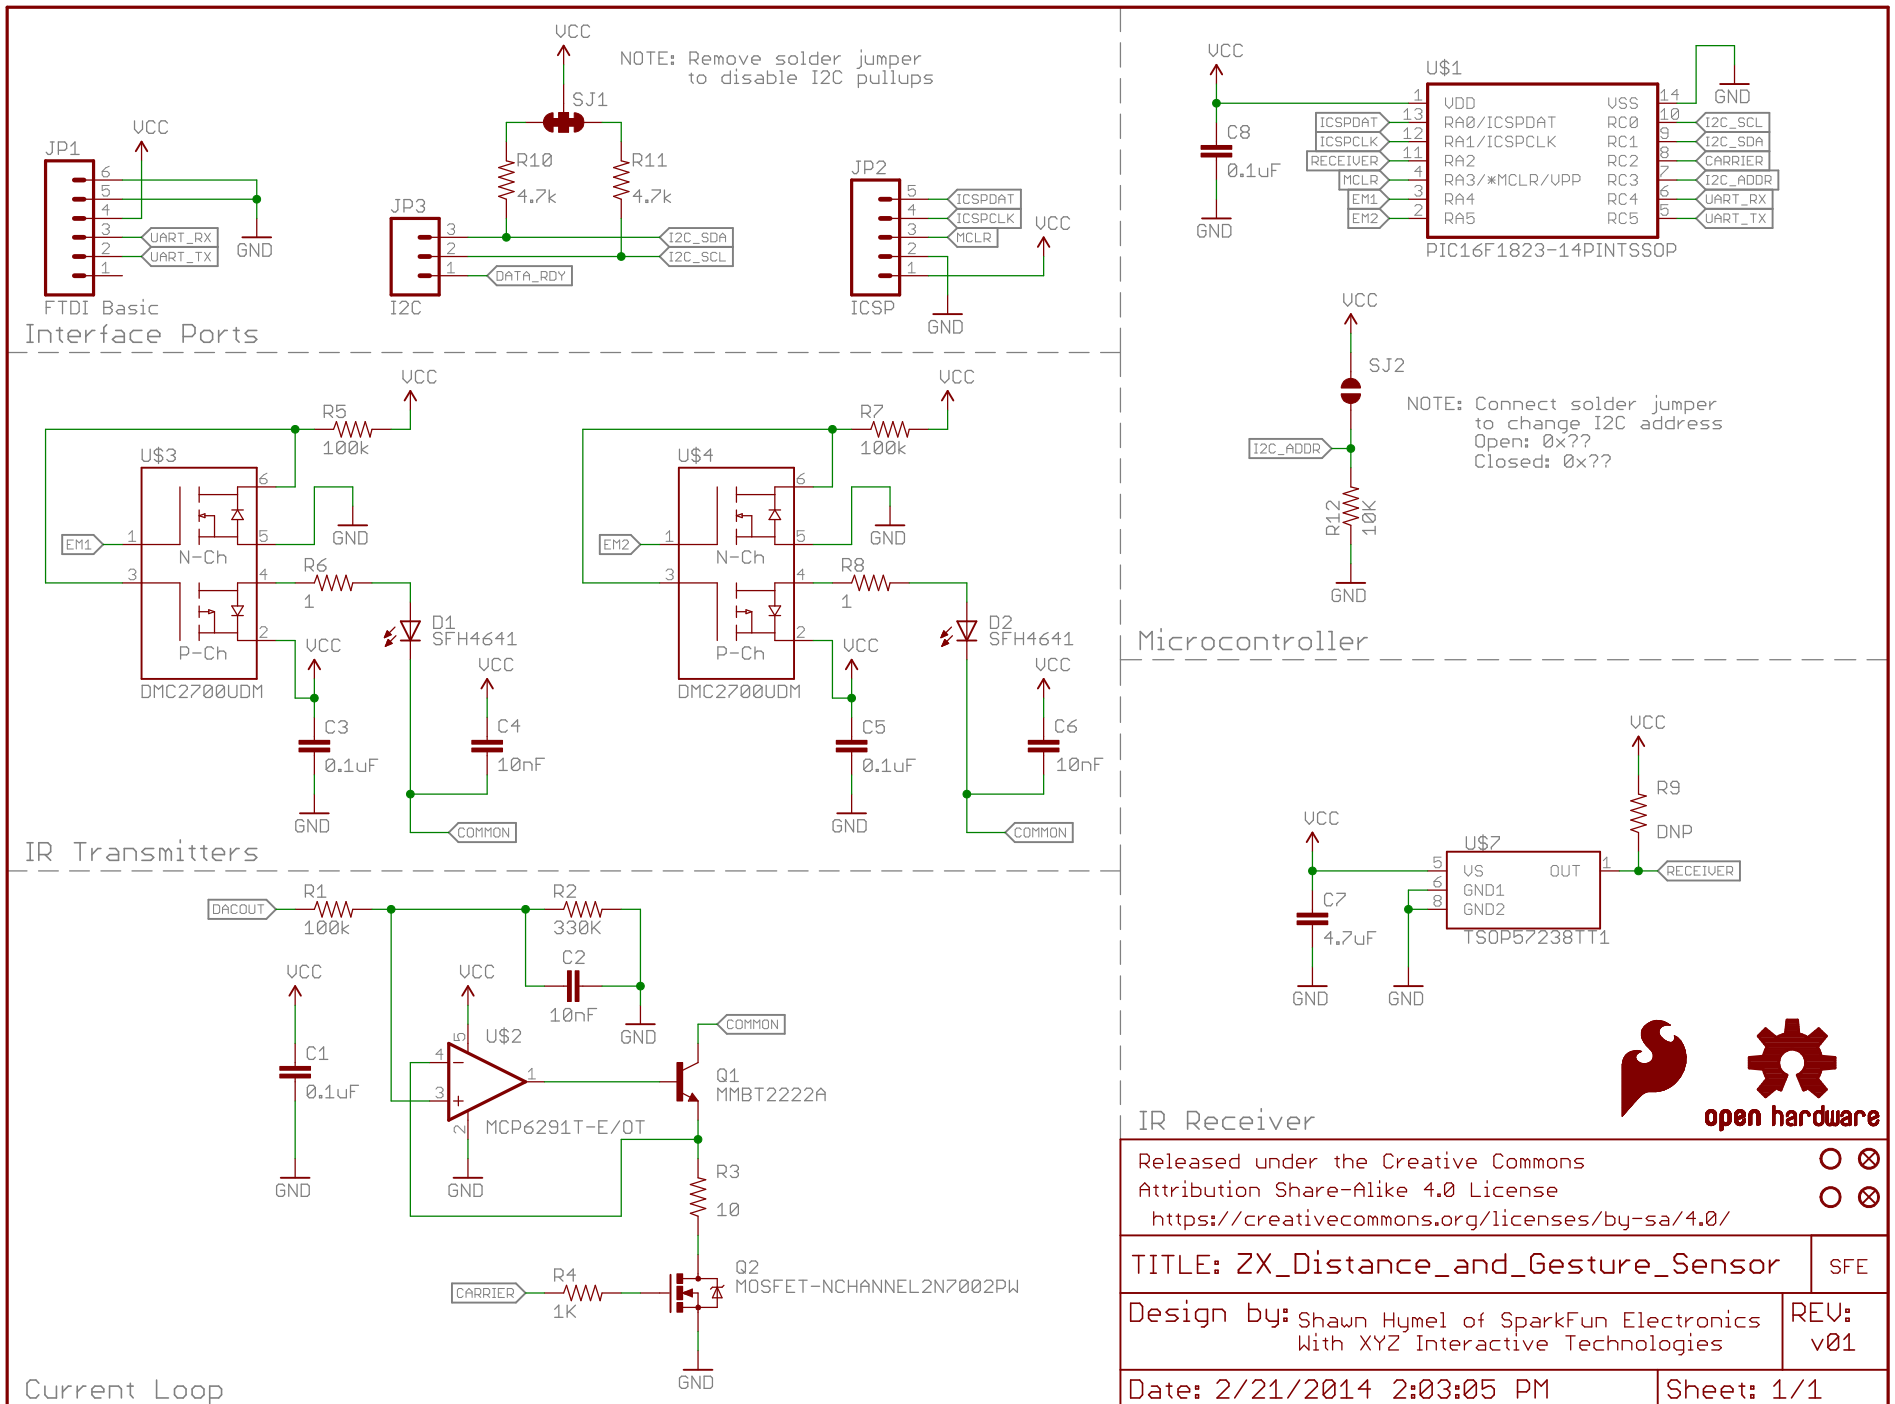 VCC
NOTE: Remove solder jumper
to disable I2C pullups
SJ1
VCC
JP1
6
5
4
3
2
1
UART_RX
UART_TX
GND
FTDI Basic
R10
4.7k
R11
4.7k
JP3
3
2
1
I2C_SDA
I2C_SCL
DATA_RDY
I2C
JP2
5
4
3
2
1
ICSPDAT
ICSPCLK
MCLR
VCC
GND
ICSP
Interface Ports
VCC
R5
100k
U$3
6
5
4
2
1
3
EM1
N-Ch
P-Ch
GND
R6
1
D1
SFH4641
VCC
VCC
DMC2700UDM
C3
0.1uF
C4
10nF
GND
COMMON
VCC
R7
100k
U$4
6
5
4
2
1
3
EM2
N-Ch
P-Ch
GND
R8
1
D2
SFH4641
VCC
VCC
DMC2700UDM
C5
0.1uF
C6
10nF
GND
COMMON
IR Transmitters
DACOUT
R1
100k
R2
330K
C2
10nF
GND
VCC
VCC
C1
0.1uF
GND
U$2
5
4
3
1
2
MCP6291T-E/OT
GND
COMMON
Q1
MMBT2222A
R3
10
CARRIER
R4
1K
Q2
MOSFET-NCHANNEL2N7002PW
GND
Current Loop
VCC
C8
0.1uF
GND
U$1
GND
1 VDD
13 RA0/ICSPDAT
12 RA1/ICSPCLK
11 RA2
4 RA3/*MCLR/VPP
3 RA4
2 RA5
VSS 14
RC0 10
RC1 9
RC2 8
RC3 7
RC4 6
RC5 5
ICSPDAT
ICSPCLK
RECEIVER
MCLR
EM1
EM2
I2C_SCL
I2C_SDA
CARRIER
I2C_ADDR
UART_RX
UART_TX
PIC16F1823-14PINTSSOP
VCC
SJ2
NOTE: Connect solder jumper
to change I2C address
Open: 0x??
Closed: 0x??
I2C_ADDR
R12
10K
GND
Microcontroller
VCC
R9
DNP
VCC
U$7
5 VS
6 GND1
8 GND2
OUT 1
RECEIVER
TSOP57238TT1
C7
4.7uF
GND
GND
IR Receiver
open hardware
Released under the Creative Commons
Attribution Share-Alike 4.0 License
https://creativecommons.org/licenses/by-sa/4.0/
TITLE: ZX_Distance_and_Gesture_Sensor
SFE
Design by: Shawn Hymel of SparkFun Electronics
With XYZ Interactive Technologies
REV:
v01
Date: 2/21/2014 2:03:05 PM
Sheet: 1/1